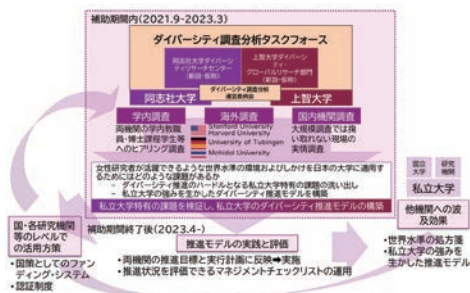 補助期間内(2021.9-2023.3)
ダイバーシティ調査分析タスクフォース
同志社大学ダイバー
シティリサーチセンター
(新設・仮称)
上智大学ダイバーシ
ティ・
グローバルリサーチ部門
(新設・仮称)
ダイバーシティ調査分析
運営委員会
同志社大学
上智大学
学内調査
両機関の学内教職
員・博士課程学生等
へのヒアリング調査
海外調査
Stanford University
Harvard University
University of Tubingen
Mahidol University
国内機関調査
大規模調査では掬
い取れない現場の
実情調査
女性研究者が活躍できるような世界水準の環境およびしかけを日本の大学に適用す
るためにはどのような課題があるか
- ダイバーシティ推進のハードルとなる私立大学特有の課題の洗い出し
- 私立大学の強みを生かしたダイバーシティ推進モデルを構築
私立大学特有の課題を検証し、私立大学のダイバーシティ推進モデルの構築
国立
大学
研究
機関
私立大学
他機関への波
及効果
• 世界水準の処方箋
• 私立大学の強みを
生かした推進モデル
国・各研究機関
等のレベルで
の活用方策
• 国策としてのファン
ディング・システム
• 認証制度
補助期間終了後(2023.4-)
推進モデルの実践と評価
• 両機関の推進目標と実行計画に反映➡実施
• 推進状況を評価できるマネジメントチェックリストの運用